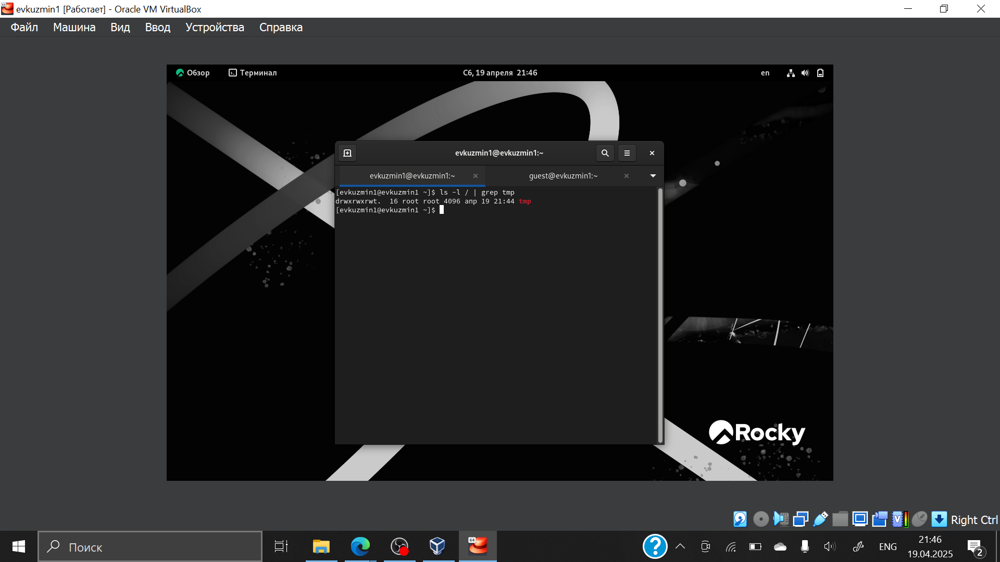 evkuzmin1 [Работает] - Oracle VM VirtualBox
Файл Машина Вид Ввод Устройства Справка
Обзор Терминал Сб, 19 апреля 21:46 en
evkuzmin1@evkuzmin1:~
evkuzmin1@evkuzmin1:~ guest@evkuzmin1:~
[evkuzmin1@evkuzmin1 ~]$ ls -l / | grep tmp
drwxrwxrwt.  16 root root 4096 апр 19 21:44 tmp
[evkuzmin1@evkuzmin1 ~]$
Rocky
Right Ctrl
Поиск 64 ENG 21:46
19.04.2025 2